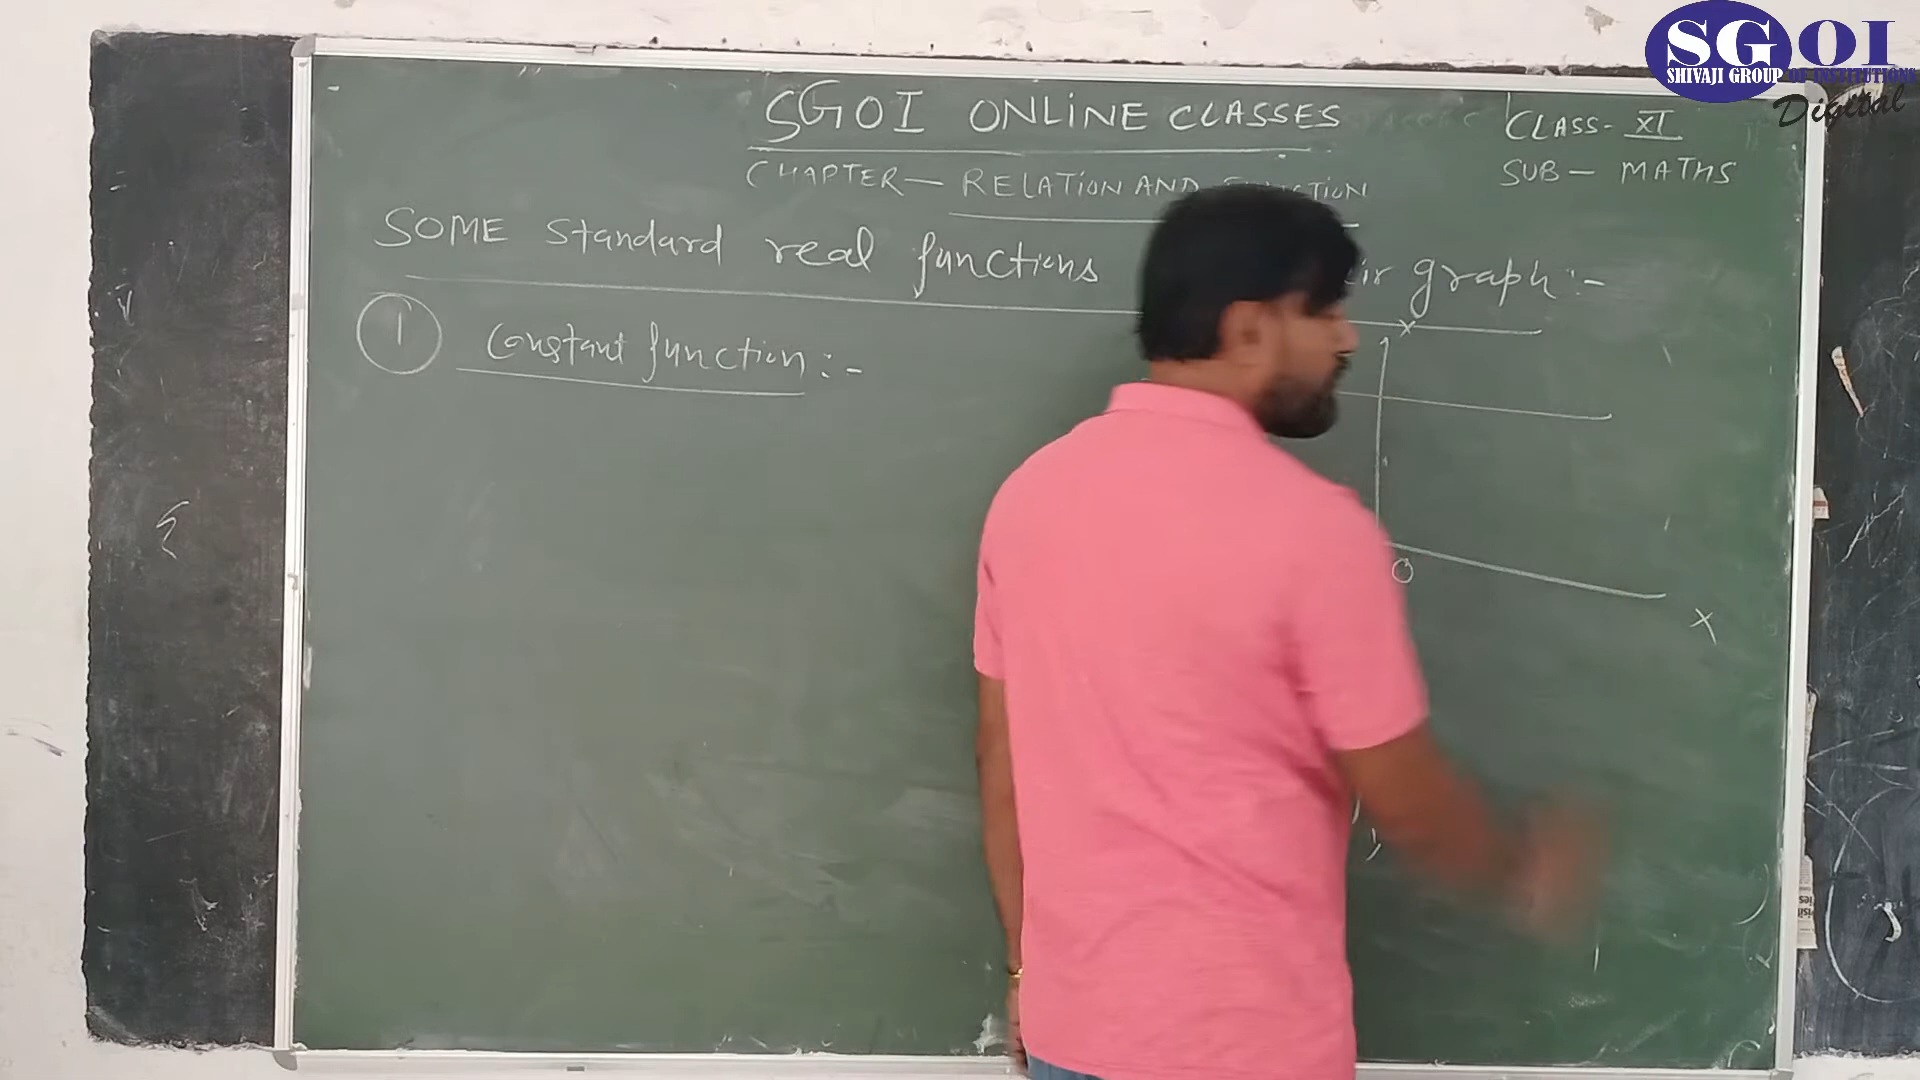 SGOI
SHIVAJI GROUP OF INSTITUTIONS
Digital
SGOI ONLINE CLASSES
CLASS- XI
SUB- MATHS
CHAPTER- RELATION AND
SOME standard real functions graph:-
1 Constant function:-
O
X